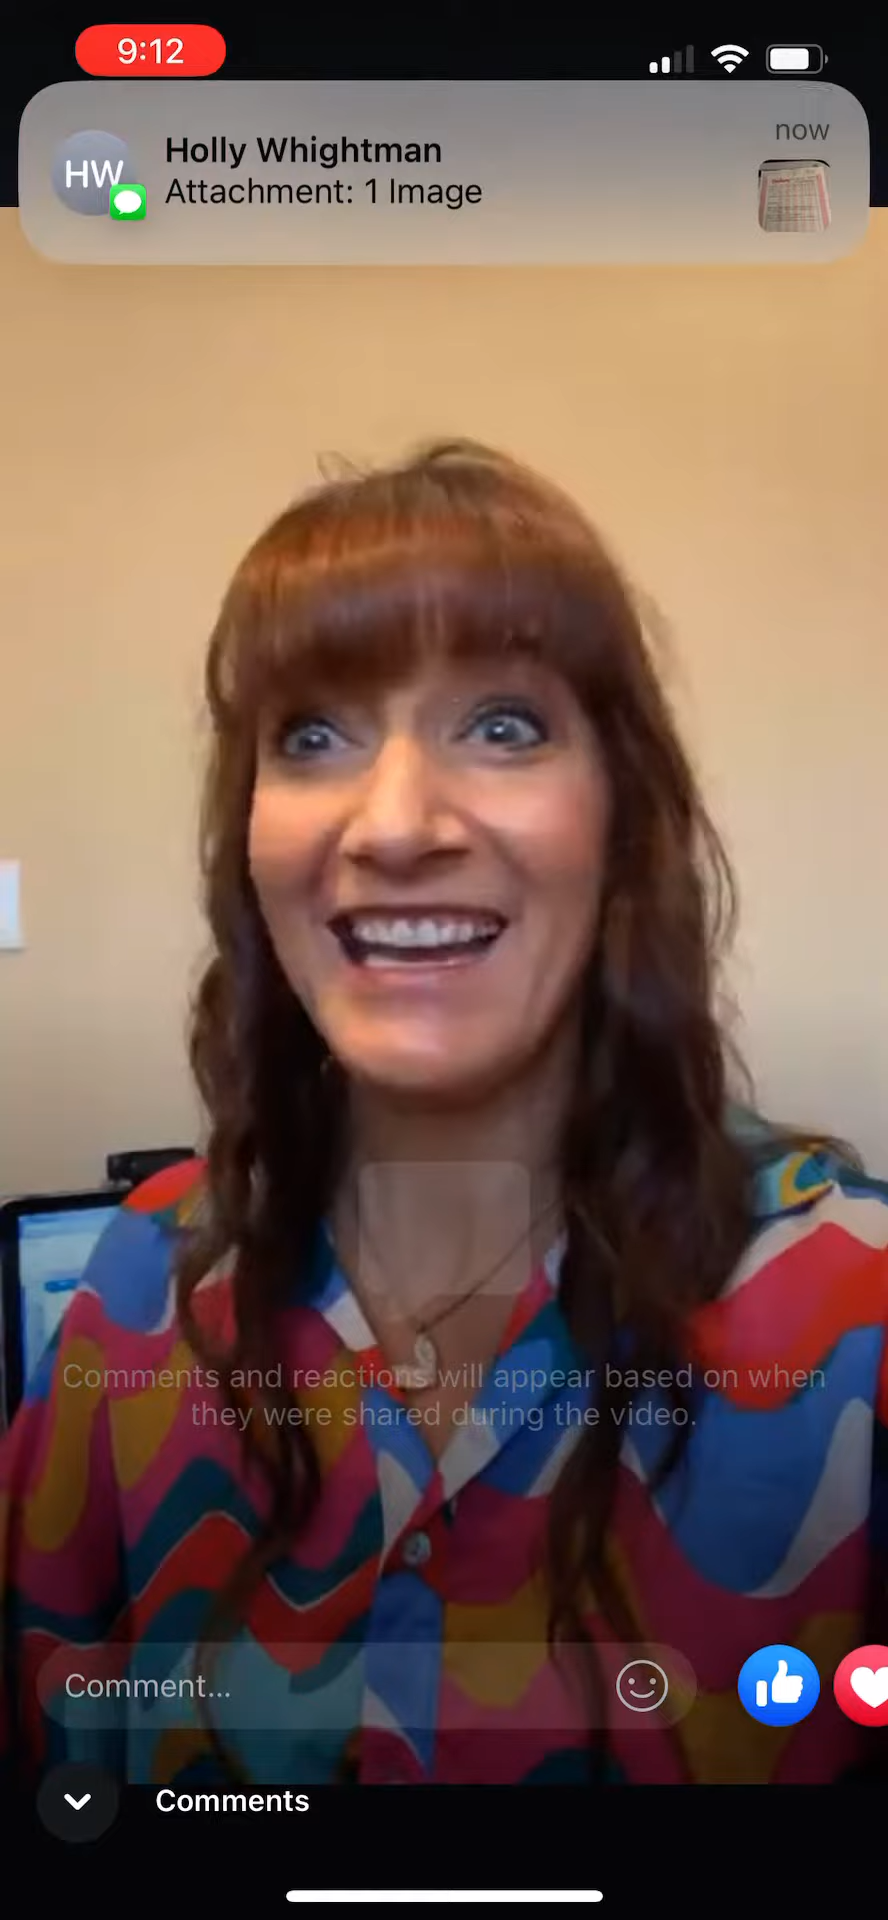 9:12
HW
Holly Whightman
now
Attachment: 1 Image
Comments and reactions will appear based on when
they were shared during the video.
Comment...
Comments